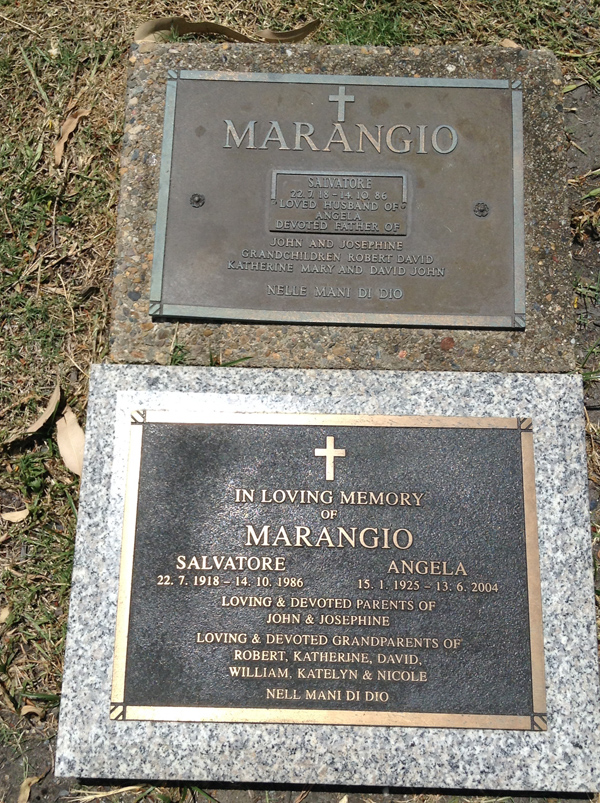 MARANGIO
SALVATORE
22.7.18-14.10.86
LOVED HUSBAND OF
ANGELA
DEVOTED FATHER OF
JOHN AND JOSEPHINE
GRANDCHILDREN ROBERT DAVID
KATHERINE MARY AND DAVID JOHN
NELLE MANI DI DIO
IN LOVING MEMORY
OF
MARANGIO
SALVATORE ANGELA
22. 7. 1918 – 14. 10. 1986 15. 1. 1925 – 13. 6. 2004
LOVING & DEVOTED PARENTS OF
JOHN & JOSEPHINE
LOVING & DEVOTED GRANDPARENTS OF
ROBERT, KATHERINE, DAVID,
WILLIAM, KATELYN & NICOLE
NELL MANI DI DIO